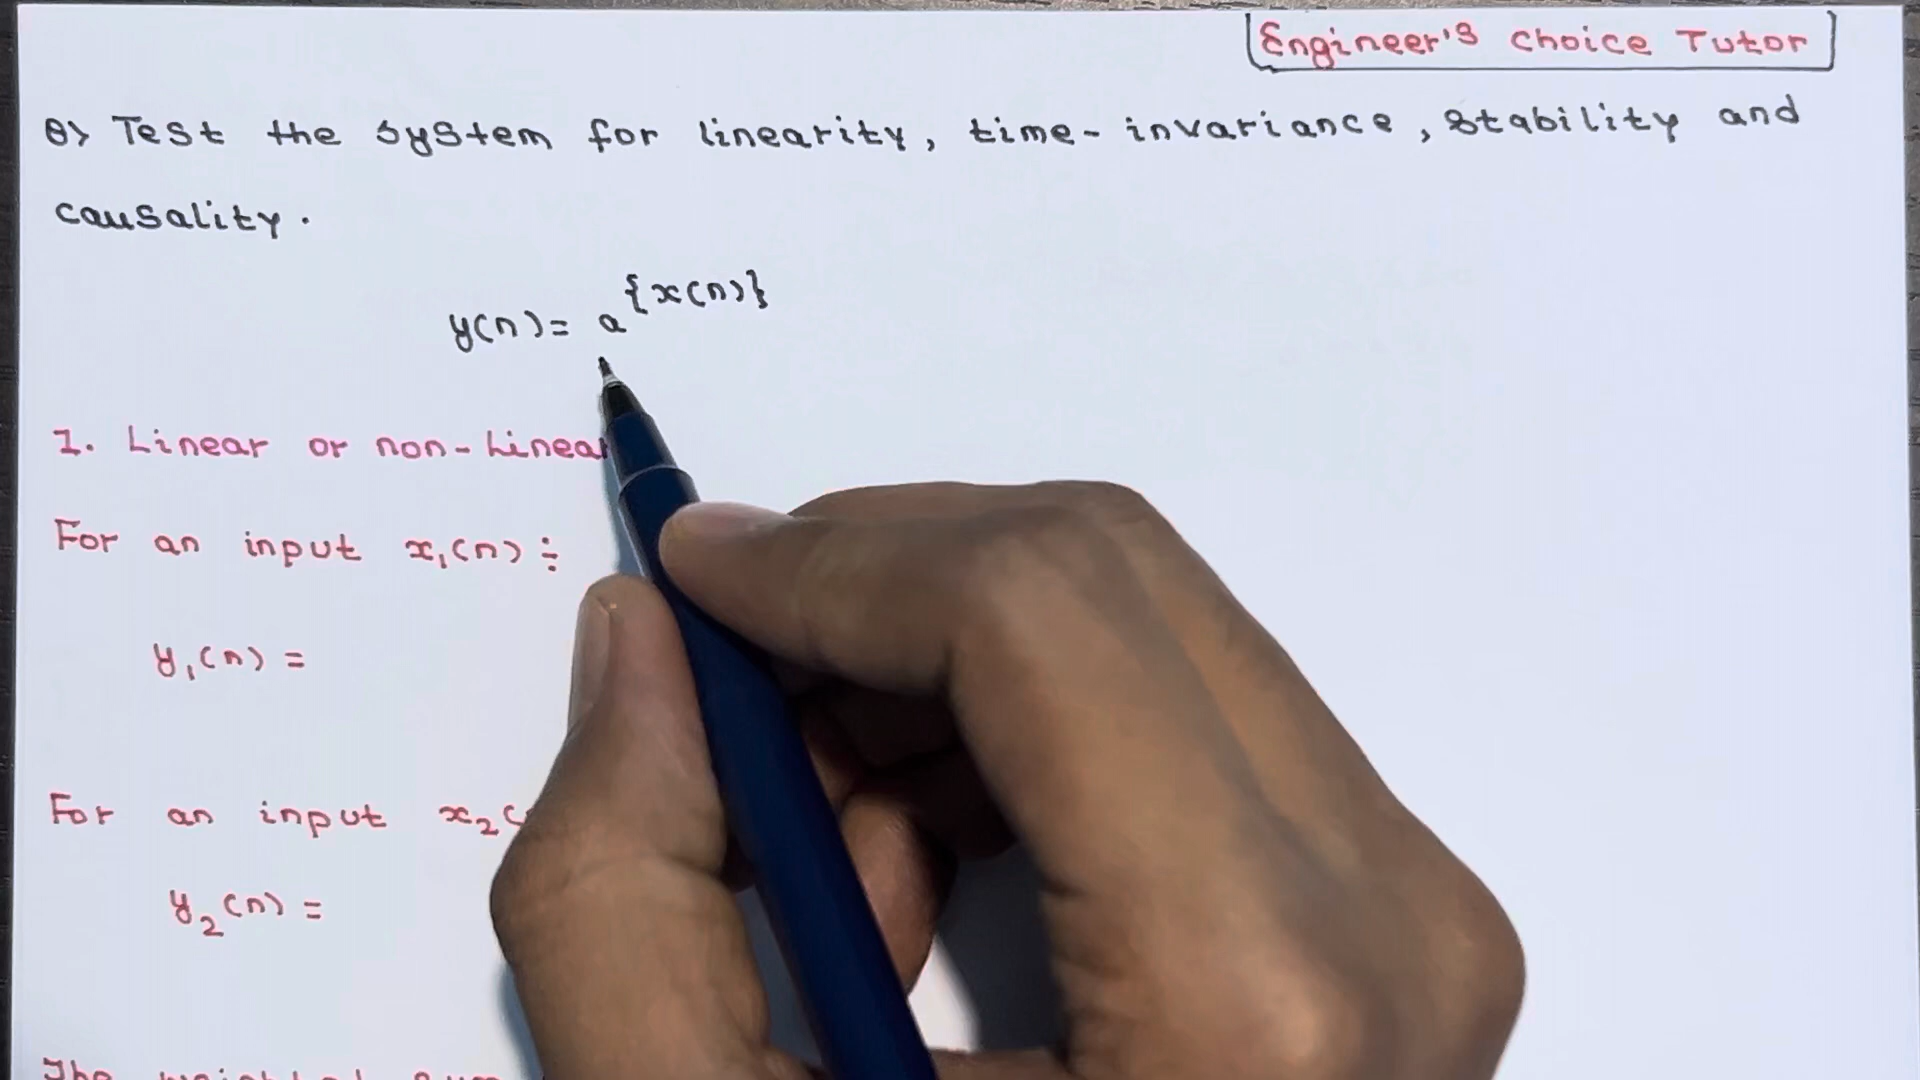 Engineer's Choice Tutor
Q> Test the system for linearity, time-invariance, stability and
causality.
y(n) = a^{x(n)}
1. Linear or non-Linear
For an input x₁(n) ÷
y₁(n) =
For an input x₂(
y₂(n) =
The